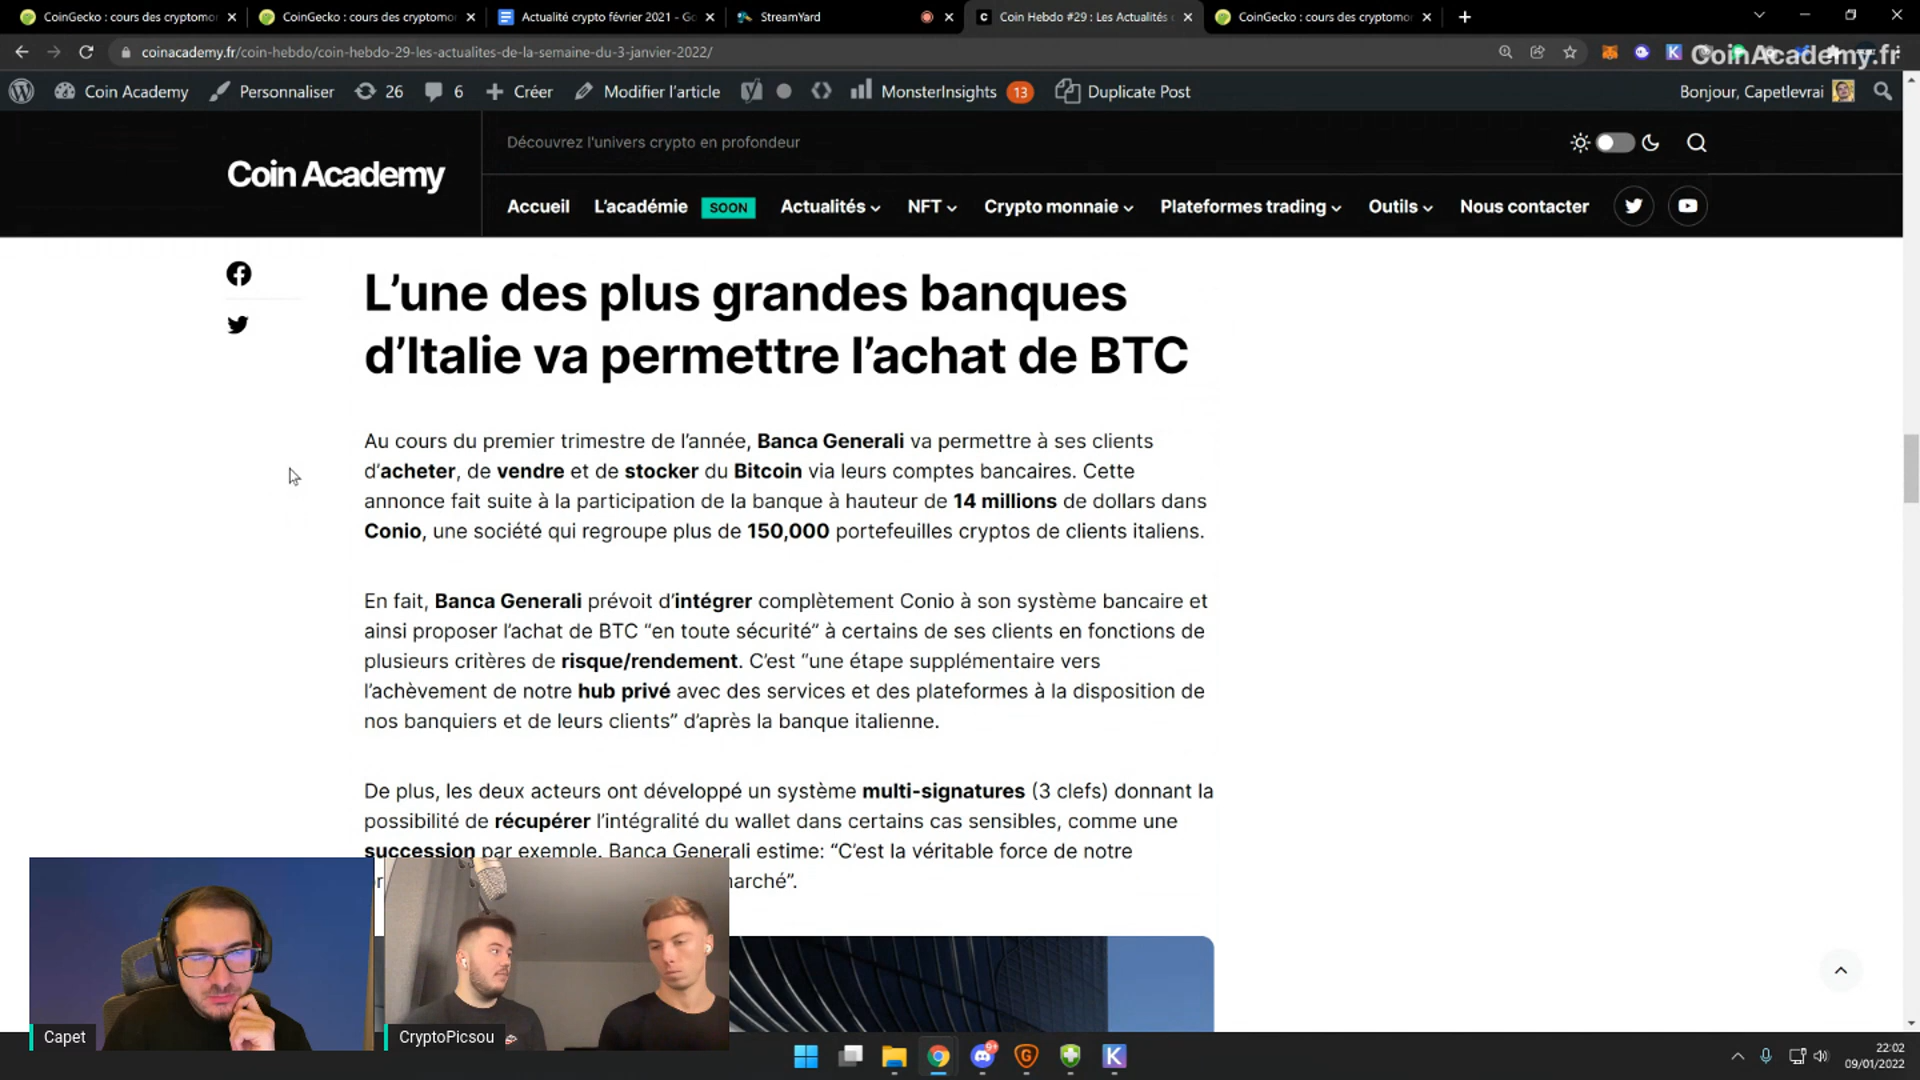 CoinGecko : cours des cryptomo
CoinGecko : cours des cryptomo
Actualité crypto février 2021 - Go
StreamYard
Coin Hebdo #29 : Les Actualités
CoinGecko : cours des cryptomo
coinacademy.fr/coin-hebdo/coin-hebdo-29-les-actualites-de-la-semaine-du-3-janvier-2022/
CoinAcademy.fr
Coin Academy
Personnaliser
26
6
Créer
Modifier l'article
MonsterInsights 13
Duplicate Post
Bonjour, Capetlevrai
Coin Academy
Découvrez l'univers crypto en profondeur
Accueil
L'académie SOON
Actualités
NFT
Crypto monnaie
Plateformes trading
Outils
Nous contacter
L’une des plus grandes banques
d’Italie va permettre l’achat de BTC
Au cours du premier trimestre de l’année, Banca Generali va permettre à ses clients
d’acheter, de vendre et de stocker du Bitcoin via leurs comptes bancaires. Cette
annonce fait suite à la participation de la banque à hauteur de 14 millions de dollars dans
Conio, une société qui regroupe plus de 150,000 portefeuilles cryptos de clients italiens.
En fait, Banca Generali prévoit d’intégrer complètement Conio à son système bancaire et
ainsi proposer l’achat de BTC “en toute sécurité” à certains de ses clients en fonctions de
plusieurs critères de risque/rendement. C’est “une étape supplémentaire vers
l’achèvement de notre hub privé avec des services et des plateformes à la disposition de
nos banquiers et de leurs clients” d’après la banque italienne.
De plus, les deux acteurs ont développé un système multi-signatures (3 clefs) donnant la
possibilité de récupérer l’intégralité du wallet dans certains cas sensibles, comme une
succession par exemple. Banca Generali estime: “C’est la véritable force de notre
marché”.
Capet
CryptoPicsou
22:02
09/01/2022